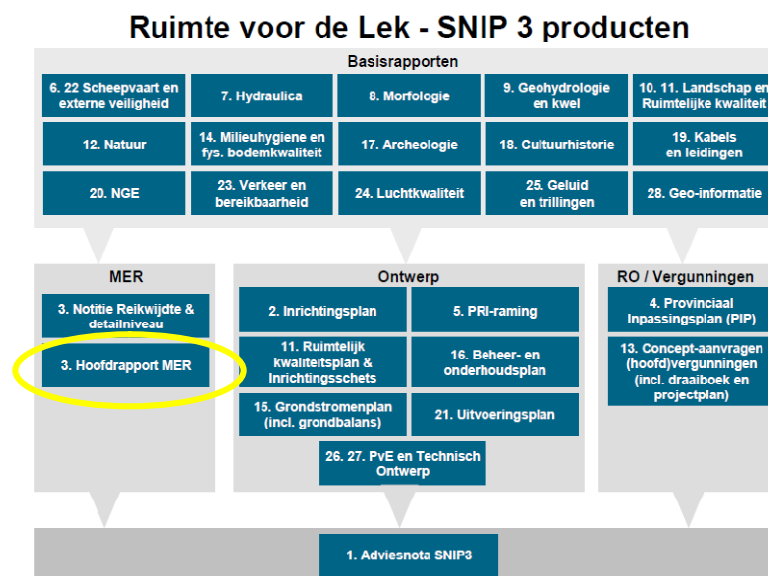 Ruimte voor de Lek - SNIP 3 producten
Basisrapporten
6. 22 Scheepvaart en
externe veiligheid
7. Hydraulica
8. Morfologie
9. Geohydrologie
en kwel
10. 11. Landschap en
Ruimtelijke kwaliteit
12. Natuur
14. Milieuhygiene en
fys. bodemkwaliteit
17. Archeologie
18. Cultuurhistorie
19. Kabels
en leidingen
20. NGE
23. Verkeer en
bereikbaarheid
24. Luchtkwaliteit
25. Geluid
en trillingen
28. Geo-informatie
MER
3. Notitie Reikwijdte &
detailniveau
3. Hoofdrapport MER
Ontwerp
2. Inrichtingsplan
5. PRI-raming
11. Ruimtelijk
kwaliteitsplan &
Inrichtingsschets
16. Beheer- en
onderhoudsplan
15. Grondstromenplan
(incl. grondbalans)
21. Uitvoeringsplan
26. 27. PvE en Technisch
Ontwerp
RO / Vergunningen
4. Provinciaal
Inpassingsplan (PIP)
13. Concept-aanvragen
(hoofd)vergunningen
(incl. draaiboek en
projectplan)
1. Adviesnota SNIP3